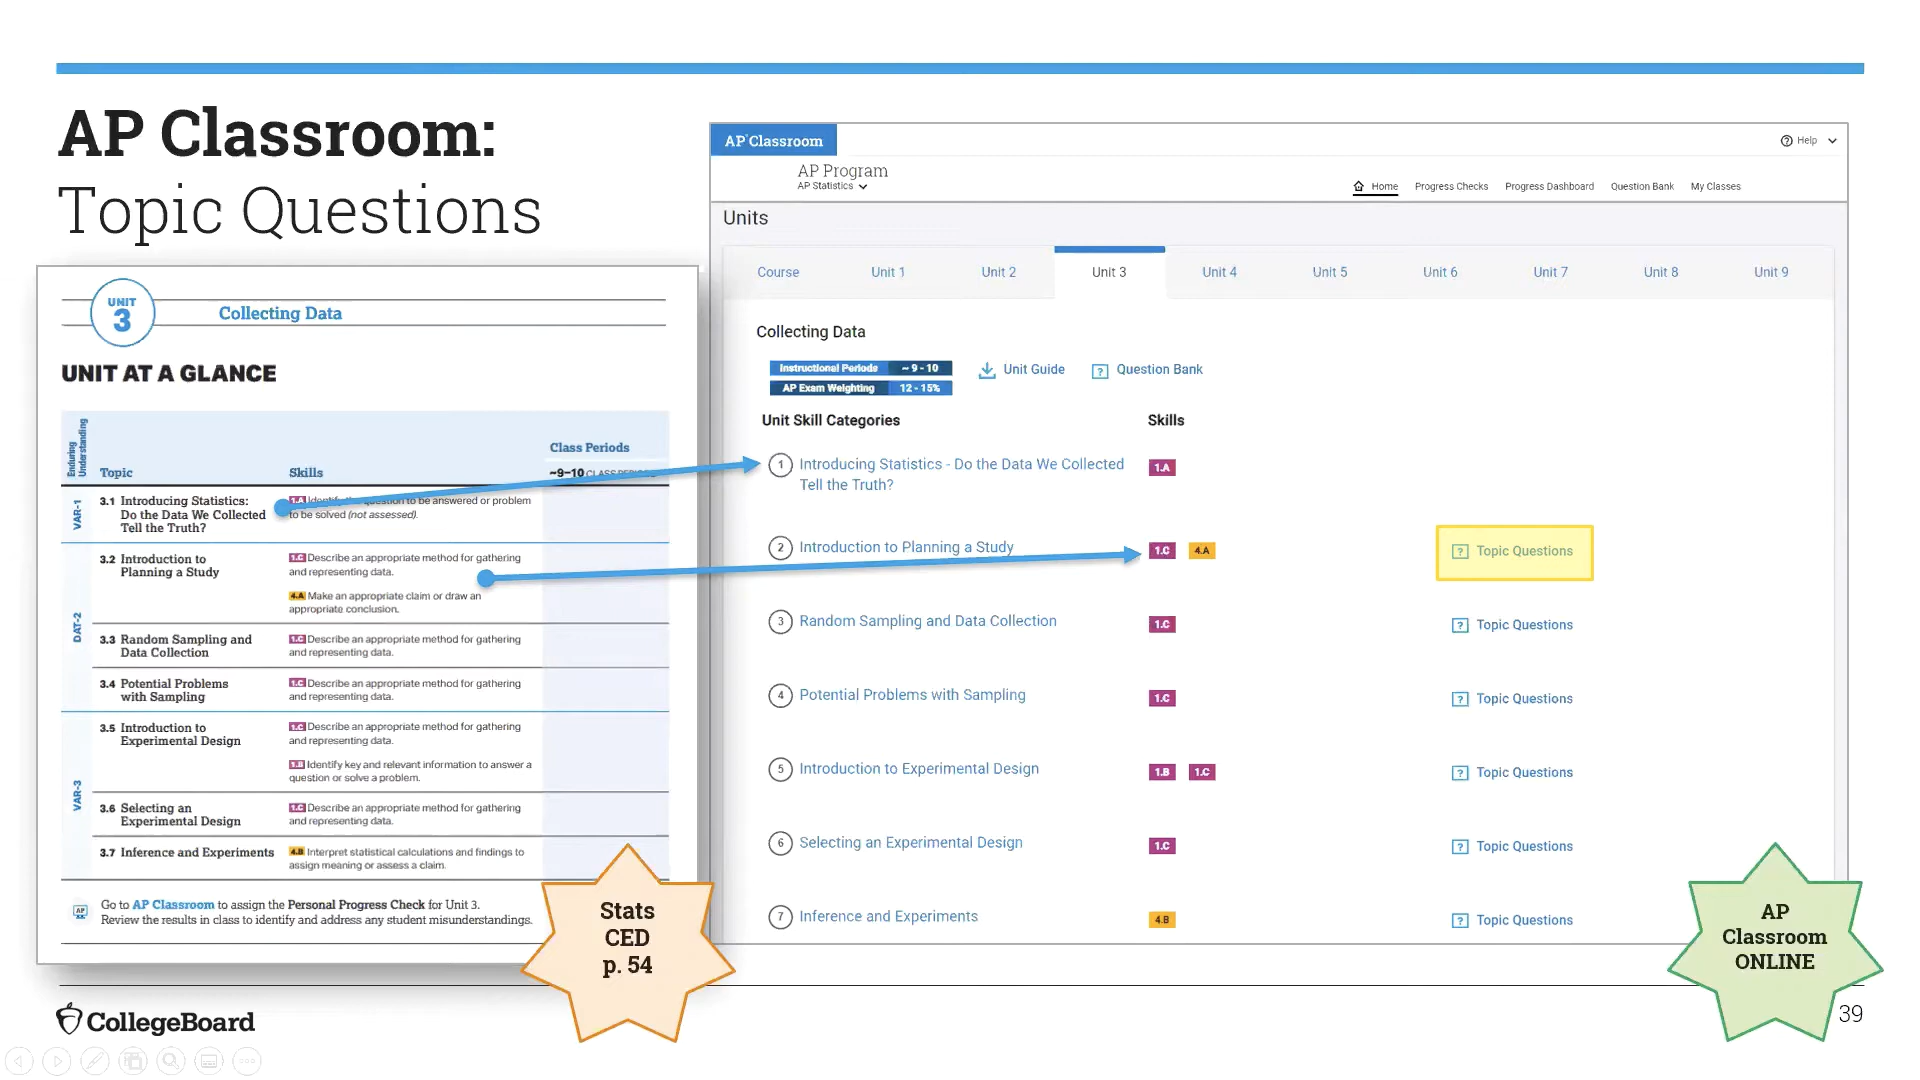 AP Classroom:
Topic Questions
UNIT
3
Collecting Data
UNIT AT A GLANCE
Enduring
Understanding
Topic
Skills
Class Periods
~9–10 CLASS PERIODS
VAR-1
3.1 Introducing Statistics:
Do the Data We Collected
Tell the Truth?
1.A Identify the question to be answered or problem
to be solved (not assessed).
DAT-2
3.2 Introduction to
Planning a Study
1.C Describe an appropriate method for gathering
and representing data.
4.A Make an appropriate claim or draw an
appropriate conclusion.
3.3 Random Sampling and
Data Collection
1.C Describe an appropriate method for gathering
and representing data.
3.4 Potential Problems
with Sampling
1.C Describe an appropriate method for gathering
and representing data.
VAR-3
3.5 Introduction to
Experimental Design
1.C Describe an appropriate method for gathering
and representing data.
1.B Identify key and relevant information to answer a
question or solve a problem.
3.6 Selecting an
Experimental Design
1.C Describe an appropriate method for gathering
and representing data.
3.7 Inference and Experiments
4.B Interpret statistical calculations and findings to
assign meaning or assess a claim.
AP
Go to AP Classroom to assign the Personal Progress Check for Unit 3.
Review the results in class to identify and address any student misunderstandings.
Stats
CED
p. 54
AP Classroom
Help
AP Program
AP Statistics
Home Progress Checks Progress Dashboard Question Bank My Classes
Units
Course Unit 1 Unit 2 Unit 3 Unit 4 Unit 5 Unit 6 Unit 7 Unit 8 Unit 9
Collecting Data
Instructional Periods ~ 9 - 10
AP Exam Weighting 12 - 15%
Unit Guide
? Question Bank
Unit Skill Categories Skills
1 Introducing Statistics - Do the Data We Collected
Tell the Truth?
1.A
2 Introduction to Planning a Study 1.C 4.A ? Topic Questions
3 Random Sampling and Data Collection 1.C ? Topic Questions
4 Potential Problems with Sampling 1.C ? Topic Questions
5 Introduction to Experimental Design 1.B 1.C ? Topic Questions
6 Selecting an Experimental Design 1.C ? Topic Questions
7 Inference and Experiments 4.B ? Topic Questions
AP
Classroom
ONLINE
CollegeBoard
39